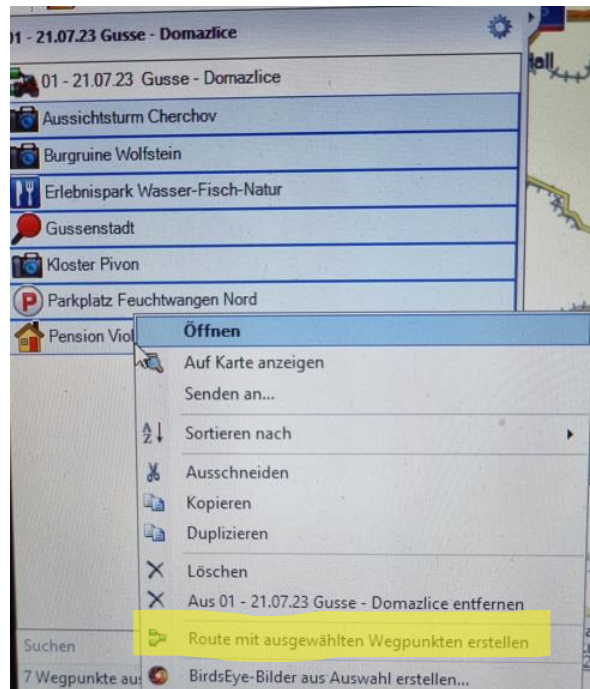 01 - 21.07.23 Gusse - Domazlice
01 - 21.07.23 Gusse - Domazlice
Aussichtsturm Cherchov
Burgruine Wolfstein
Erlebnispark Wasser-Fisch-Natur
Gussenstadt
Kloster Pivon
P Parkplatz Feuchtwangen Nord
Pension Viol
Öffnen
Auf Karte anzeigen
Senden an...
A
Z
Sortieren nach
Ausschneiden
Kopieren
Duplizieren
Löschen
Aus 01 - 21.07.23 Gusse - Domazlice entfernen
Route mit ausgewählten Wegpunkten erstellen
BirdsEye-Bilder aus Auswahl erstellen...
Suchen
7 Wegpunkte aus